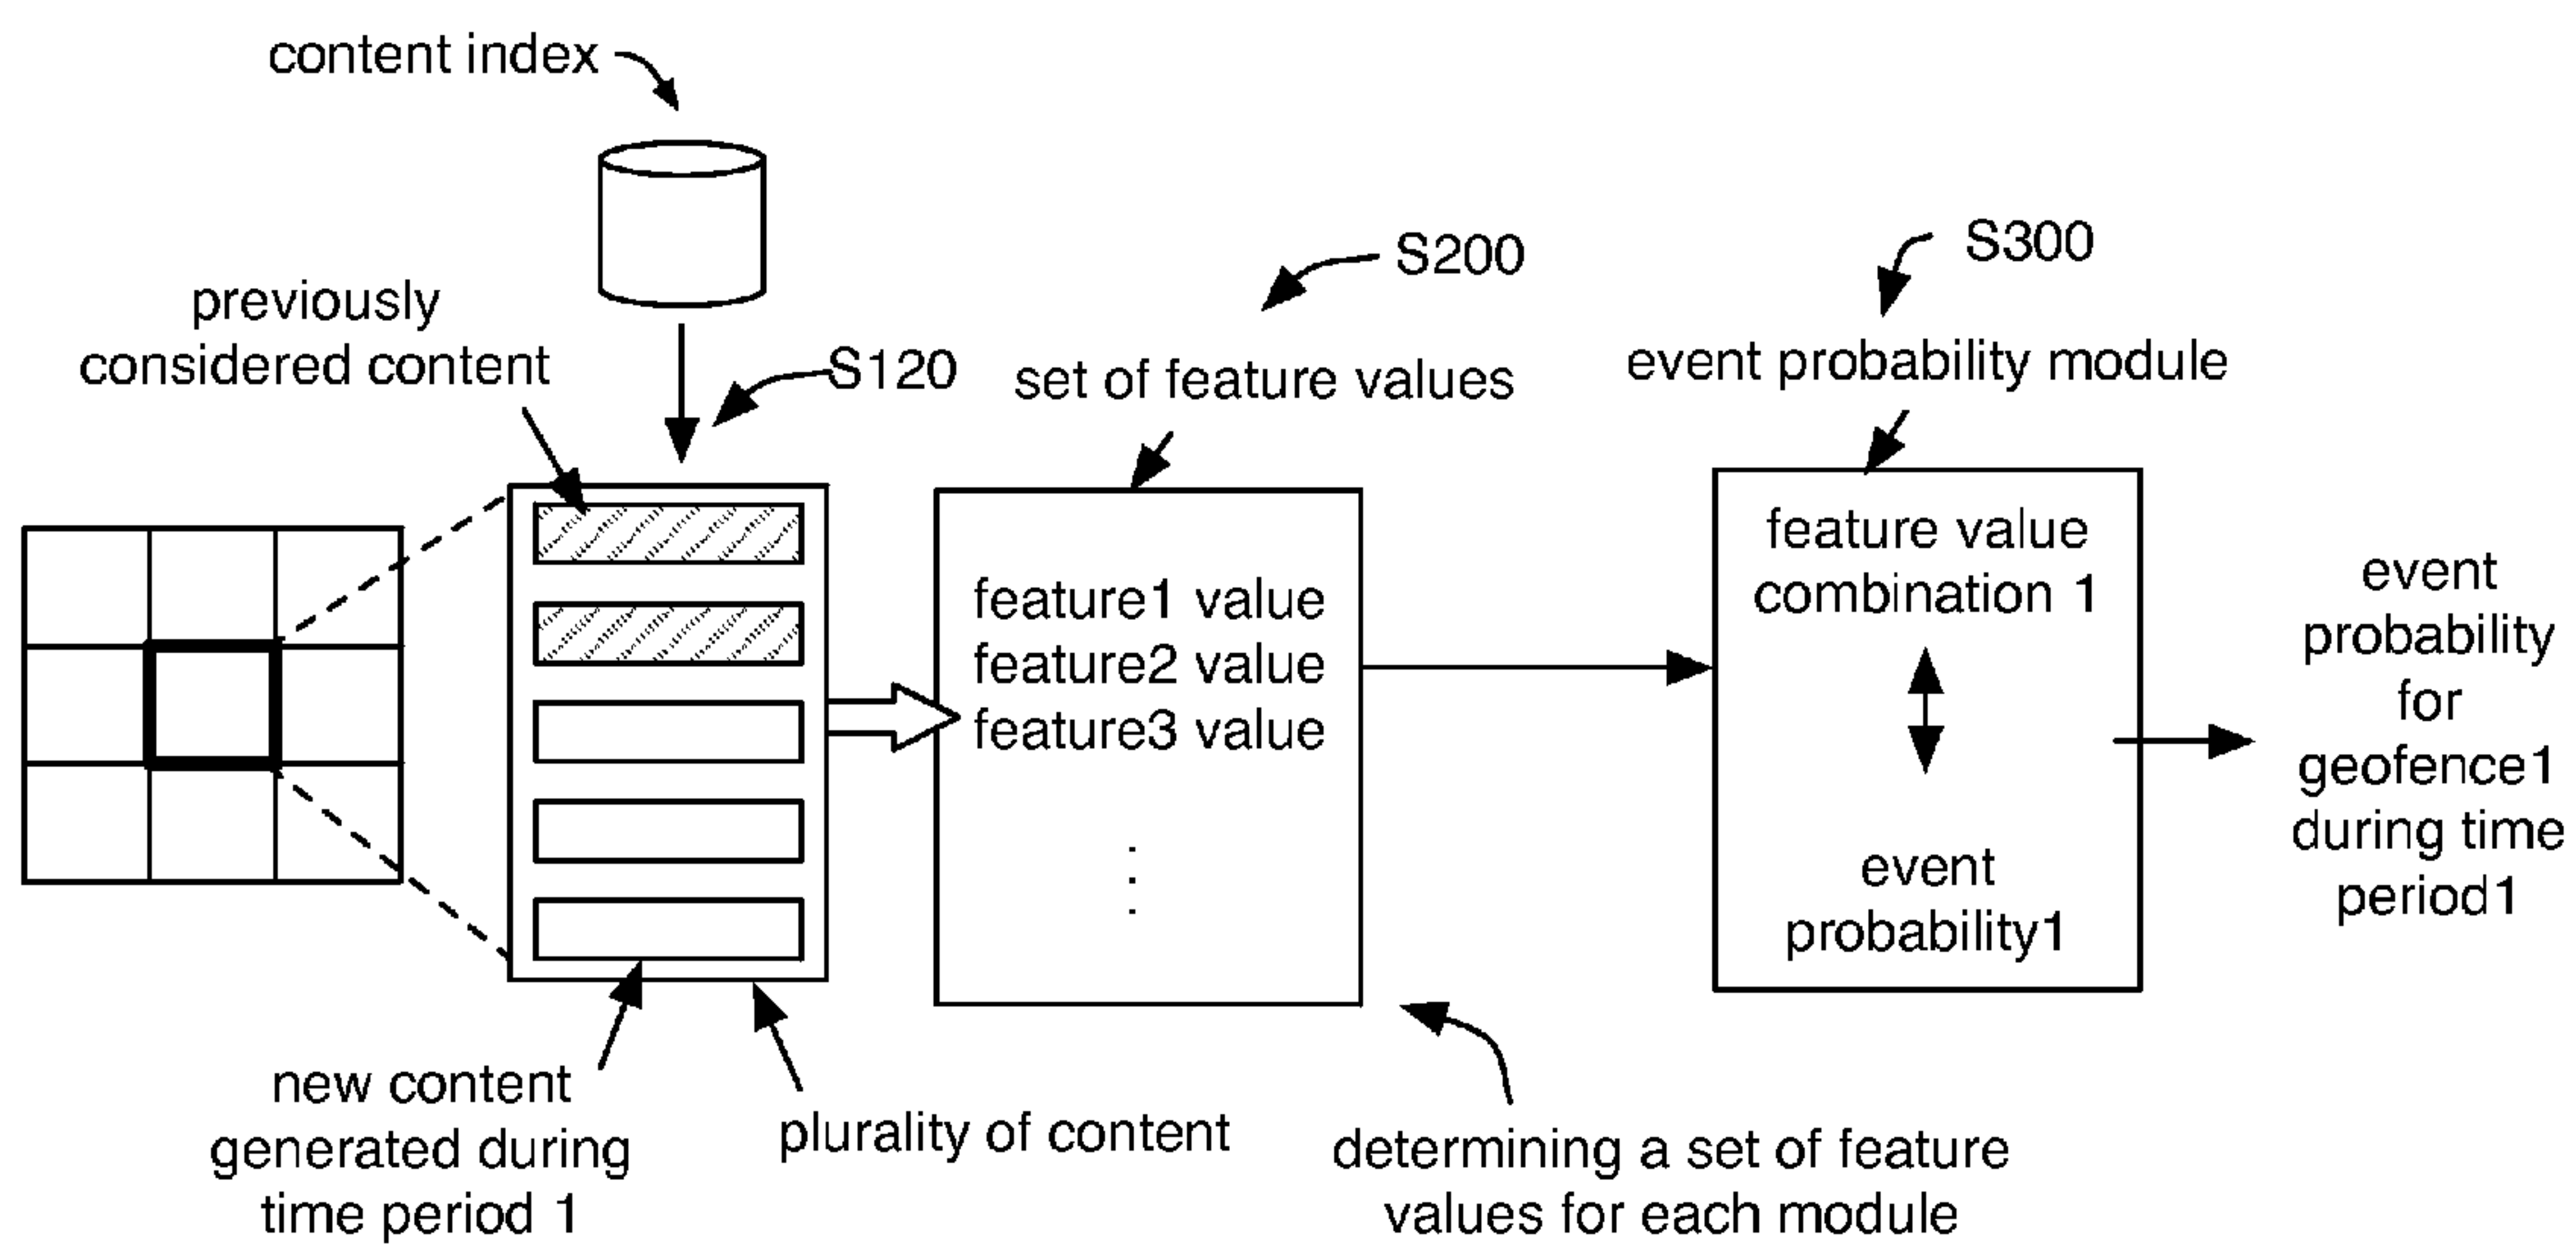 content index
previously
considered content
S120
S200
set of feature values
S300
event probability module
feature1 value
feature2 value
feature3 value
feature value
combination 1
event
probability1
event
probability
for
geofence1
during time
period1
new content
generated during
time period 1
plurality of content
determining a set of feature
values for each module